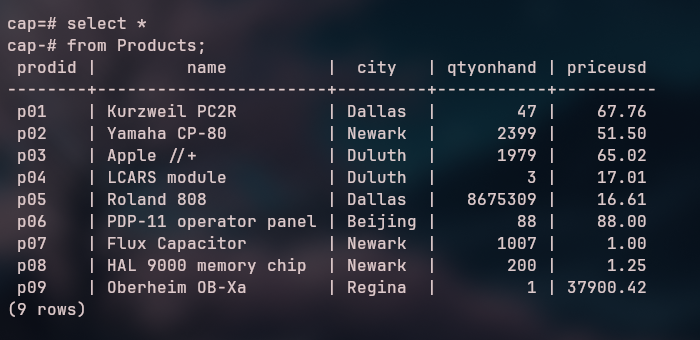 cap=# select *
cap-# from Products;
 prodid |         name          |  city   | qtyonhand | priceusd
--------+-----------------------+---------+-----------+----------
 p01    | Kurzweil PC2R         | Dallas  |        47 |    67.76
 p02    | Yamaha CP-80          | Newark  |      2399 |    51.50
 p03    | Apple //+             | Duluth  |      1979 |    65.02
 p04    | LCARS module          | Duluth  |         3 |    17.01
 p05    | Roland 808            | Dallas  |   8675309 |    16.61
 p06    | PDP-11 operator panel | Beijing |        88 |    88.00
 p07    | Flux Capacitor        | Newark  |      1007 |     1.00
 p08    | HAL 9000 memory chip  | Newark  |       200 |     1.25
 p09    | Oberheim OB-Xa        | Regina  |         1 | 37900.42
(9 rows)